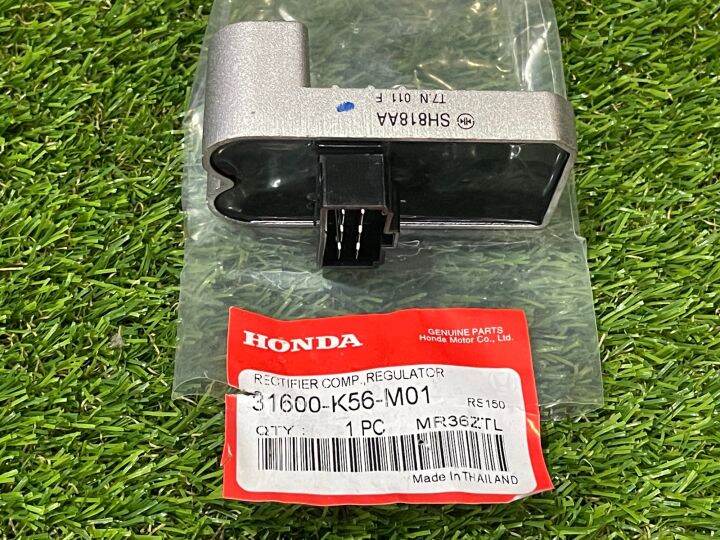 SH818AA
T7.N 011 F
HONDA
GENUINE PARTS
Honda Motor Co., Ltd.
RECTIFIER COMP.,REGULATOR
31600-K56-M01
RS150
QTY : 1 PC MR36ZTL
Made In THAILAND